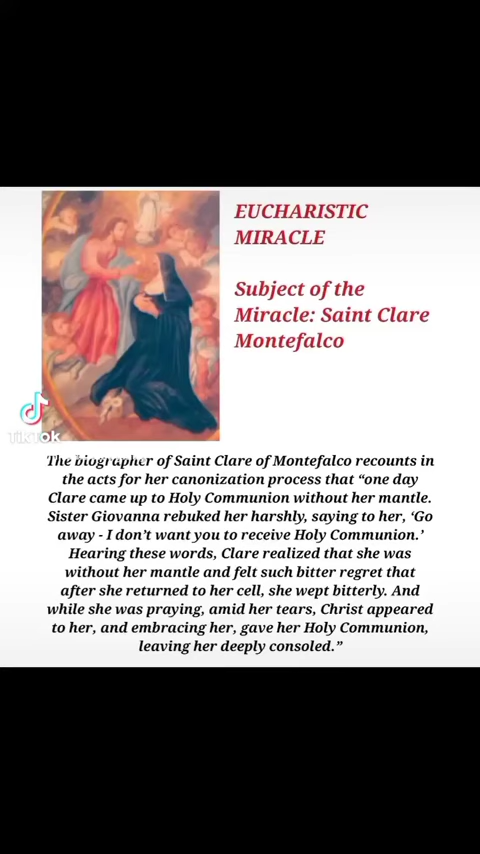 EUCHARISTIC
MIRACLE
Subject of the
Miracle: Saint Clare
Montefalco
TikTok
The biographer of Saint Clare of Montefalco recounts in
the acts for her canonization process that “one day
Clare came up to Holy Communion without her mantle.
Sister Giovanna rebuked her harshly, saying to her, ‘Go
away - I don’t want you to receive Holy Communion.’
Hearing these words, Clare realized that she was
without her mantle and felt such bitter regret that
after she returned to her cell, she wept bitterly. And
while she was praying, amid her tears, Christ appeared
to her, and embracing her, gave her Holy Communion,
leaving her deeply consoled.”